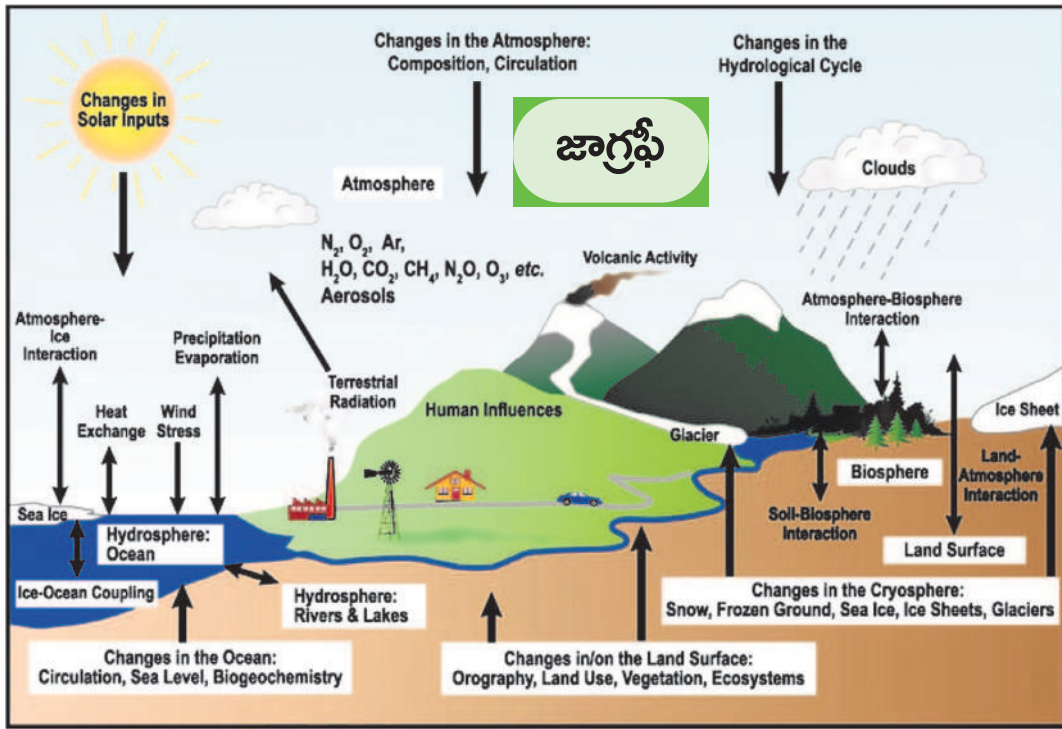 Changes in the Atmosphere:
Composition, Circulation
Changes in the
Hydrological Cycle
Changes in
Solar Inputs
జాగ్రఫీ
Clouds
Atmosphere
N₂, O₂, Ar,
H₂O, CO₂, CH₄, N₂O, O₃, etc.
Aerosols
Volcanic Activity
Atmosphere-Biosphere
Interaction
Atmosphere-
Ice
Interaction
Precipitation
Evaporation
Terrestrial
Radiation
Heat
Exchange
Wind
Stress
Human Influences
Glacier
Ice Sheet
Biosphere
Land-
Atmosphere
Interaction
Soil-Biosphere
Interaction
Land Surface
Sea Ice
Hydrosphere:
Ocean
Ice-Ocean Coupling
Hydrosphere:
Rivers & Lakes
Changes in the Cryosphere:
Snow, Frozen Ground, Sea Ice, Ice Sheets, Glaciers
Changes in the Ocean:
Circulation, Sea Level, Biogeochemistry
Changes in/on the Land Surface:
Orography, Land Use, Vegetation, Ecosystems